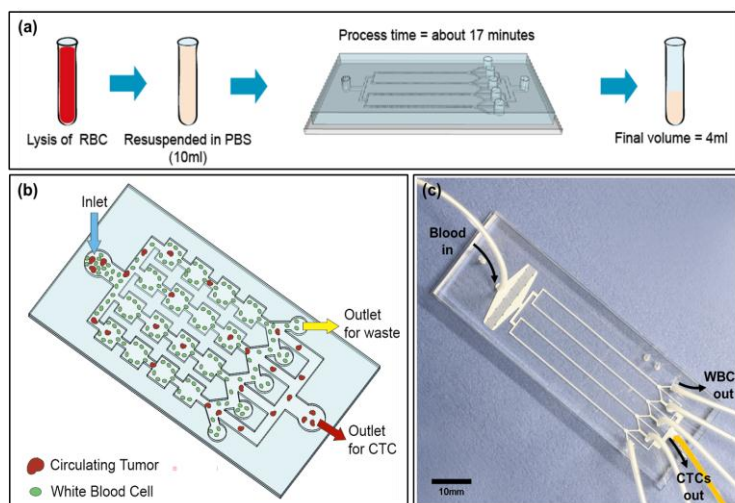 (a)
Process time = about 17 minutes
Lysis of RBC
Resuspended in PBS
(10ml)
Final volume = 4ml
(b)
Inlet
Outlet
for waste
Outlet
for CTC
Circulating Tumor
White Blood Cell
(c)
Blood
in
WBC
out
CTCs
out
10mm